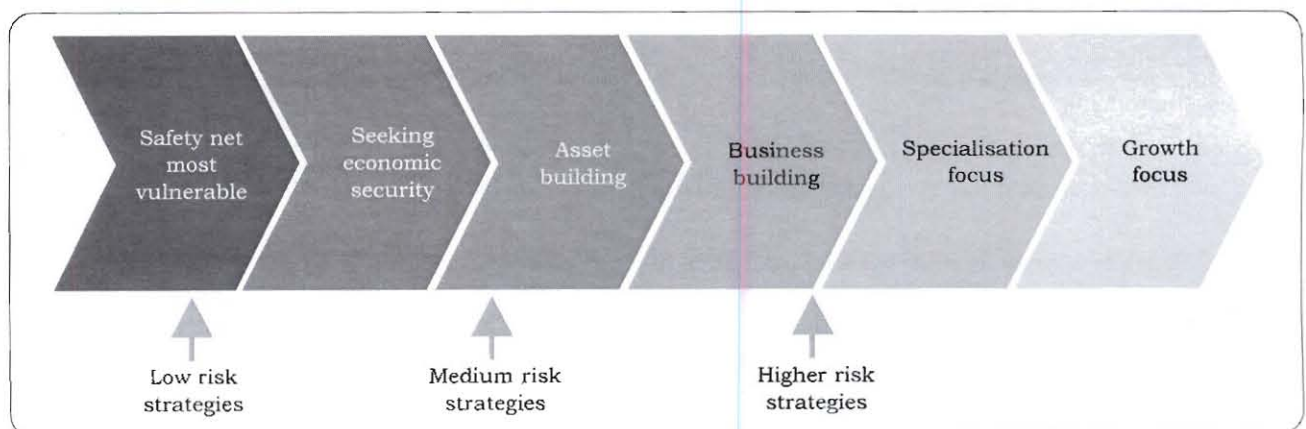 Safety net
most
vulnerable
Seeking
economic
security
Asset
building
Business
building
Specialisation
focus
Growth
focus
Low risk
strategies
Medium risk
strategies
Higher risk
strategies